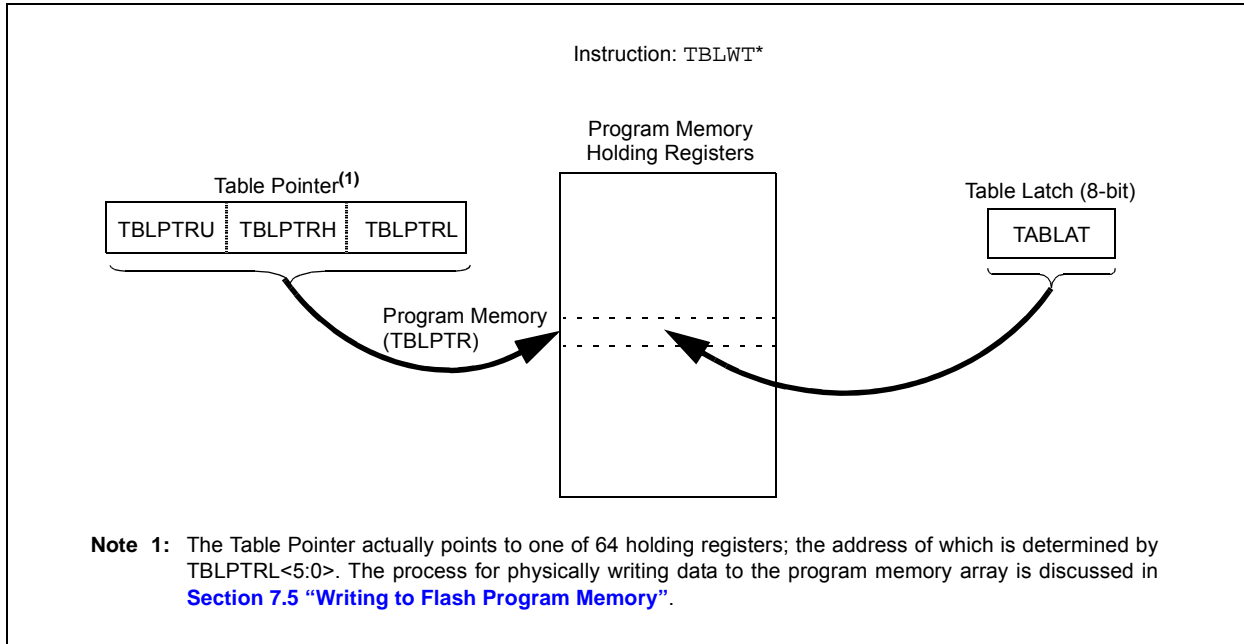 Instruction: TBLWT*
Program Memory
Holding Registers
Table Pointer(1)
Table Latch (8-bit)
TBLPTRU TBLPTRH TBLPTRL
TABLAT
Program Memory
(TBLPTR)
Note 1: The Table Pointer actually points to one of 64 holding registers; the address of which is determined by
TBLPTRL<5:0>. The process for physically writing data to the program memory array is discussed in
Section 7.5 “Writing to Flash Program Memory”.